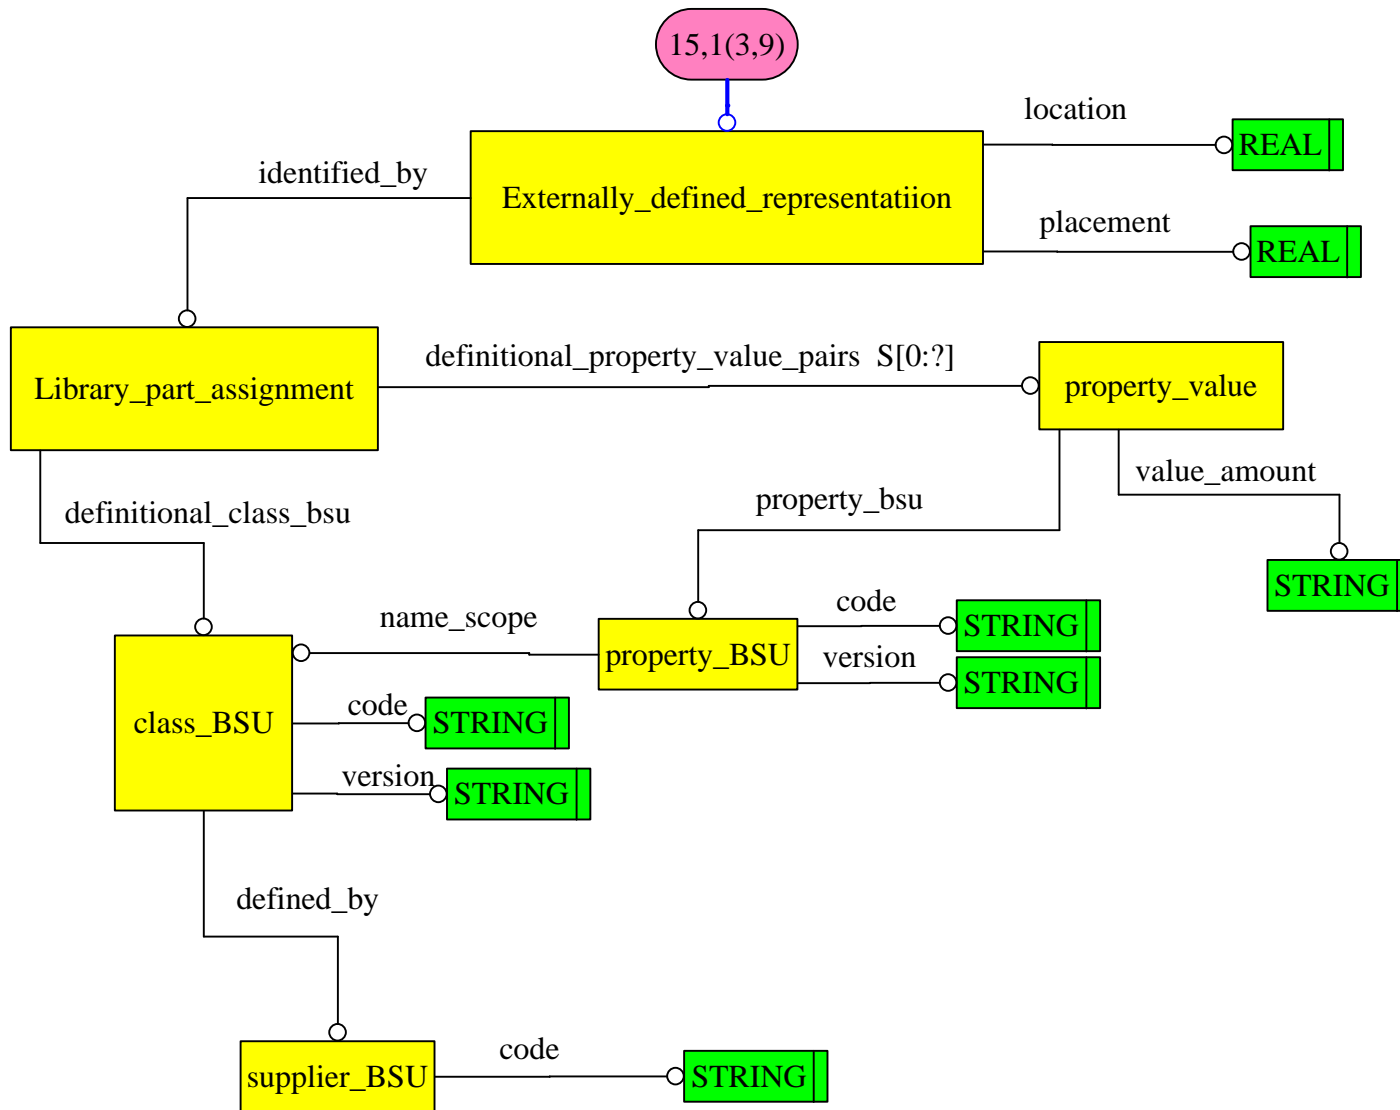 15,1(3,9)
location
REAL
identified_by
Externally_defined_representatiion
placement
REAL
definitional_property_value_pairs S[0:?]
Library_part_assignment
property_value
value_amount
property_bsu
definitional_class_bsu
STRING
code
name_scope
STRING
property_BSU
version
STRING
code
class_BSU
STRING
version
STRING
defined_by
code
supplier_BSU
STRING